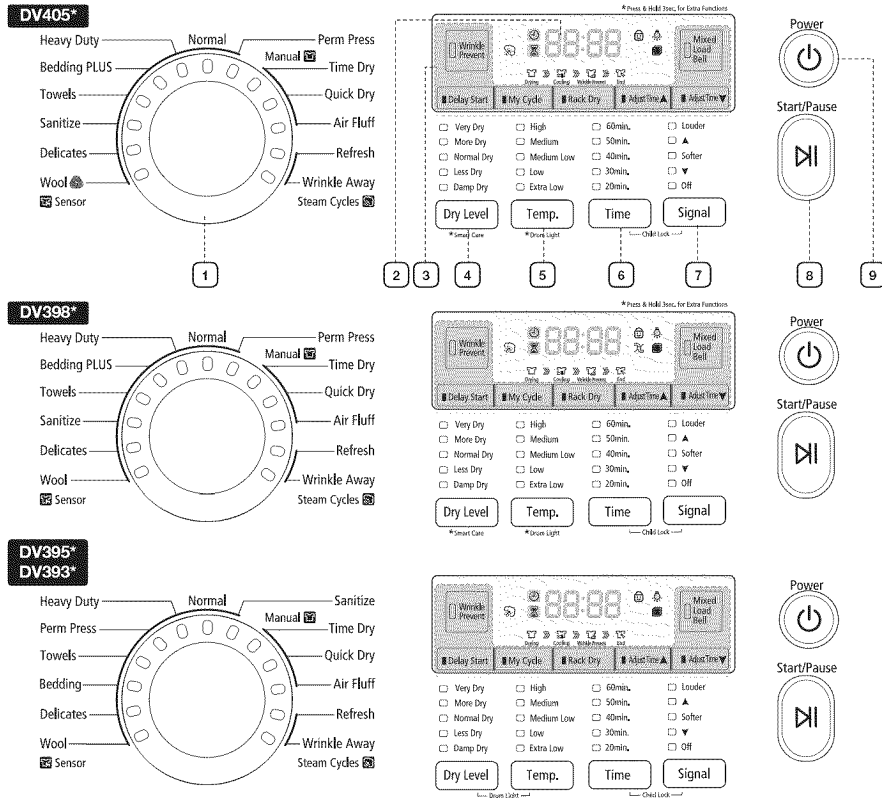 DV405*
*Press & Hold 3sec. for Extra Functions
Heavy Duty
Normal
Perm Press
Manual
Bedding PLUS
Time Dry
Towels
Quick Dry
Sanitize
Air Fluff
Delicates
Refresh
Wool
Wrinkle Away
Sensor
Steam Cycles
Wrinkle Prevent
88:88
Mixed Load Bell
Drying Cooling Wrinkle Prevent End
Delay Start My Cycle Rack Dry Adjust Time▲ Adjust Time▼
Very Dry High 60min. Louder
More Dry Medium 50min. ▲
Normal Dry Medium Low 40min. Softer
Less Dry Low 30min. ▼
Damp Dry Extra Low 20min. Off
Dry Level Temp. Time Signal
*Smart Care *Drum Light Child Lock
Power
Start/Pause
1 2 3 4 5 6 7 8 9
DV398*
*Press & Hold 3sec. for Extra Functions
Heavy Duty
Normal
Perm Press
Manual
Bedding PLUS
Time Dry
Towels
Quick Dry
Sanitize
Air Fluff
Delicates
Refresh
Wool
Wrinkle Away
Sensor
Steam Cycles
Wrinkle Prevent
88:88
Mixed Load Bell
Drying Cooling Wrinkle Prevent End
Delay Start My Cycle Rack Dry Adjust Time▲ Adjust Time▼
Very Dry High 60min. Louder
More Dry Medium 50min. ▲
Normal Dry Medium Low 40min. Softer
Less Dry Low 30min. ▼
Damp Dry Extra Low 20min. Off
Dry Level Temp. Time Signal
*Smart Care *Drum Light Child Lock
Power
Start/Pause
DV395*
DV393*
Heavy Duty
Normal
Sanitize
Manual
Perm Press
Time Dry
Towels
Quick Dry
Bedding
Air Fluff
Delicates
Refresh
Wool
Wrinkle Away
Sensor
Steam Cycles
Wrinkle Prevent
88:88
Mixed Load Bell
Drying Cooling Wrinkle Prevent End
Delay Start My Cycle Rack Dry Adjust Time▲ Adjust Time▼
Very Dry High 60min. Louder
More Dry Medium 50min. ▲
Normal Dry Medium Low 40min. Softer
Less Dry Low 30min. ▼
Damp Dry Extra Low 20min. Off
Dry Level Temp. Time Signal
Drum Light Child Lock
Power
Start/Pause